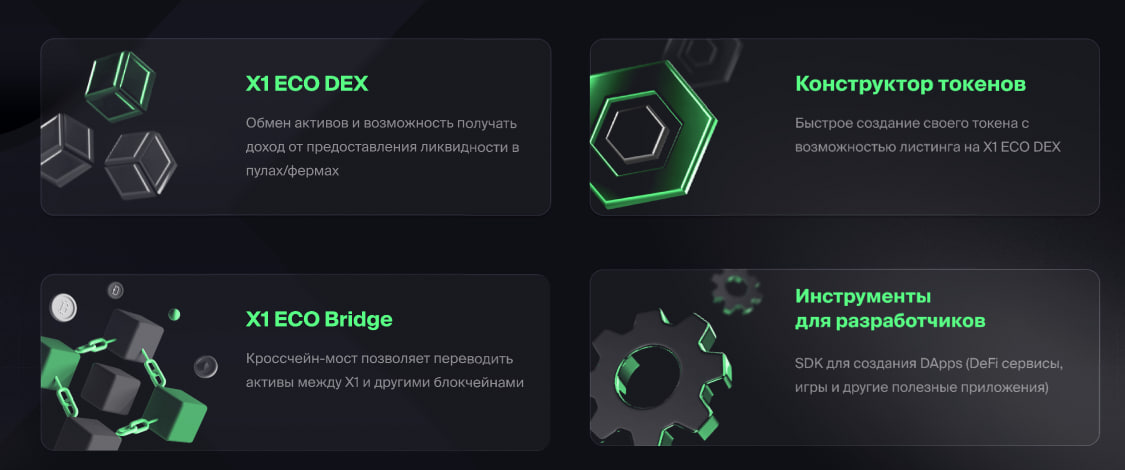 X1 ECO DEX
Обмен активов и возможность получать
доход от предоставления ликвидности в
пулах/фермах
Конструктор токенов
Быстрое создание своего токена с
возможностью листинга на X1 ECO DEX
X1 ECO Bridge
Кроссчейн-мост позволяет переводить
активы между X1 и другими блокчейнами
Инструменты
для разработчиков
SDK для создания DApps (DeFi сервисы,
игры и другие полезные приложения)